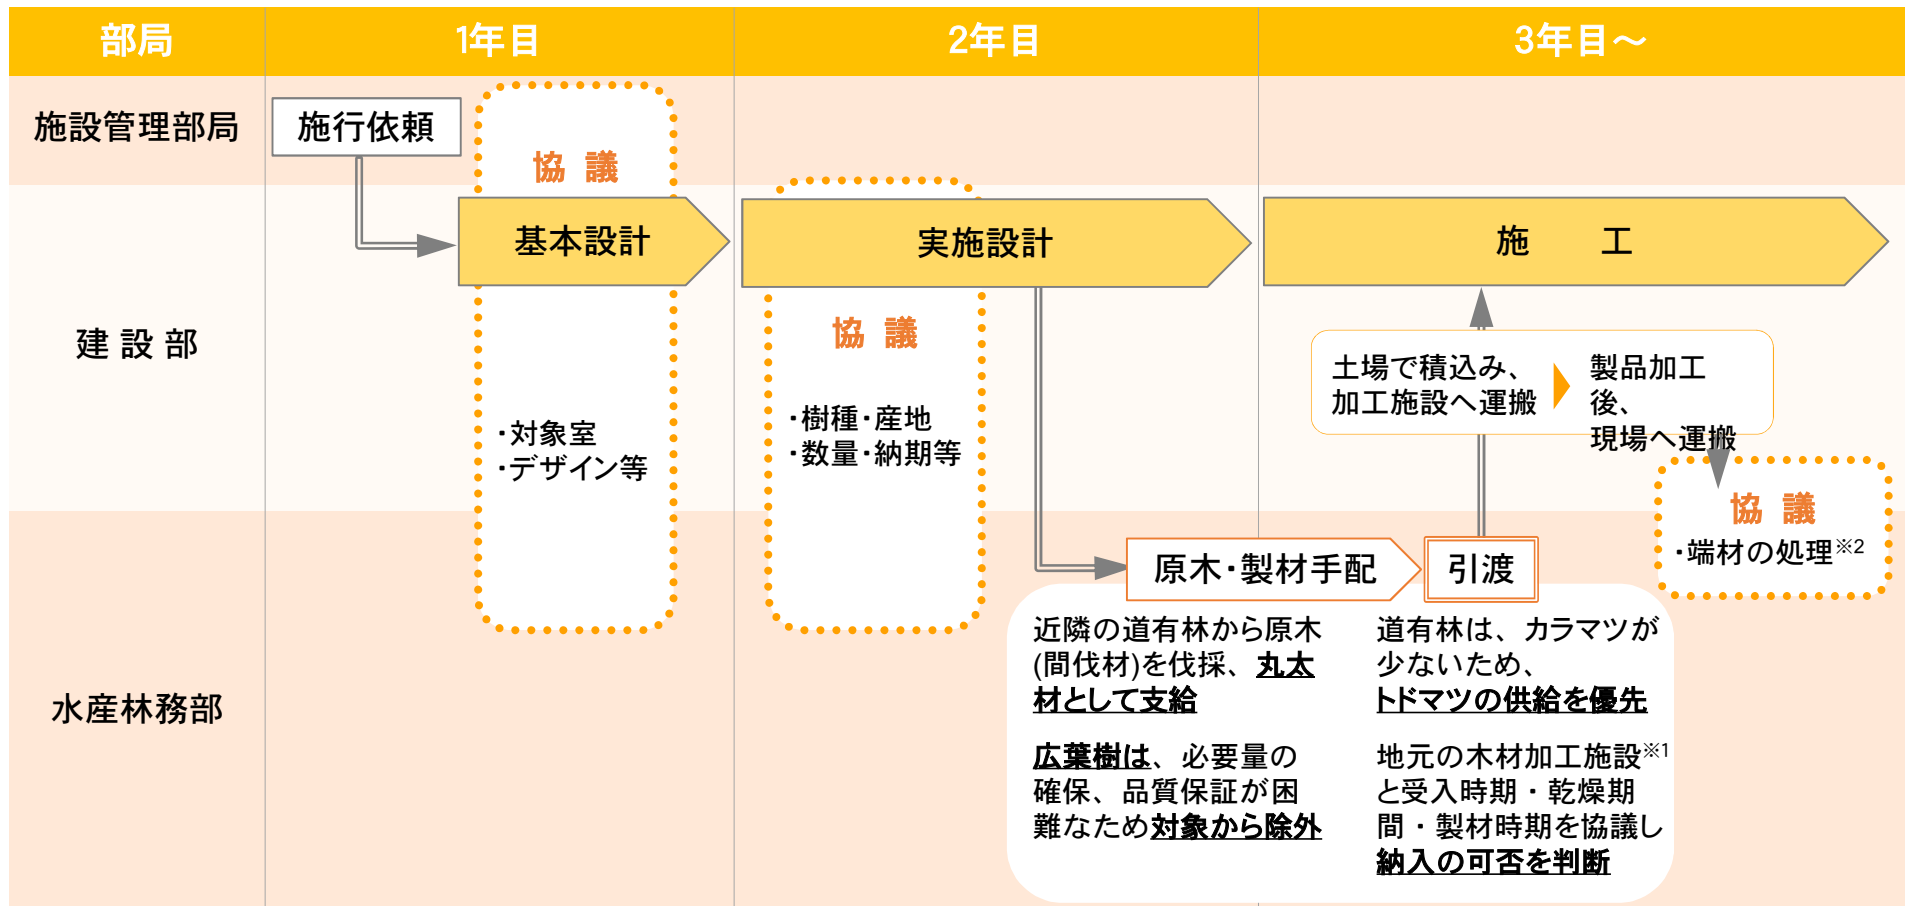 部局
1年目
2年目
3年目～
施設管理部局
施行依頼
協 議
基本設計
実施設計
施　工
建 設 部
・対象室
・デザイン等
協 議
・樹種・産地
・数量・納期等
土場で積込み、
加工施設へ運搬
製品加工
後、
現場へ運搬
協 議
・端材の処理※2
水産林務部
原木・製材手配
引渡
近隣の道有林から原木
(間伐材)を伐採、丸太
材として支給
広葉樹は、必要量の
確保、品質保証が困
難なため対象から除外
道有林は、カラマツが
少ないため、
トドマツの供給を優先
地元の木材加工施設※1
と受入時期・乾燥期
間・製材時期を協議し
納入の可否を判断